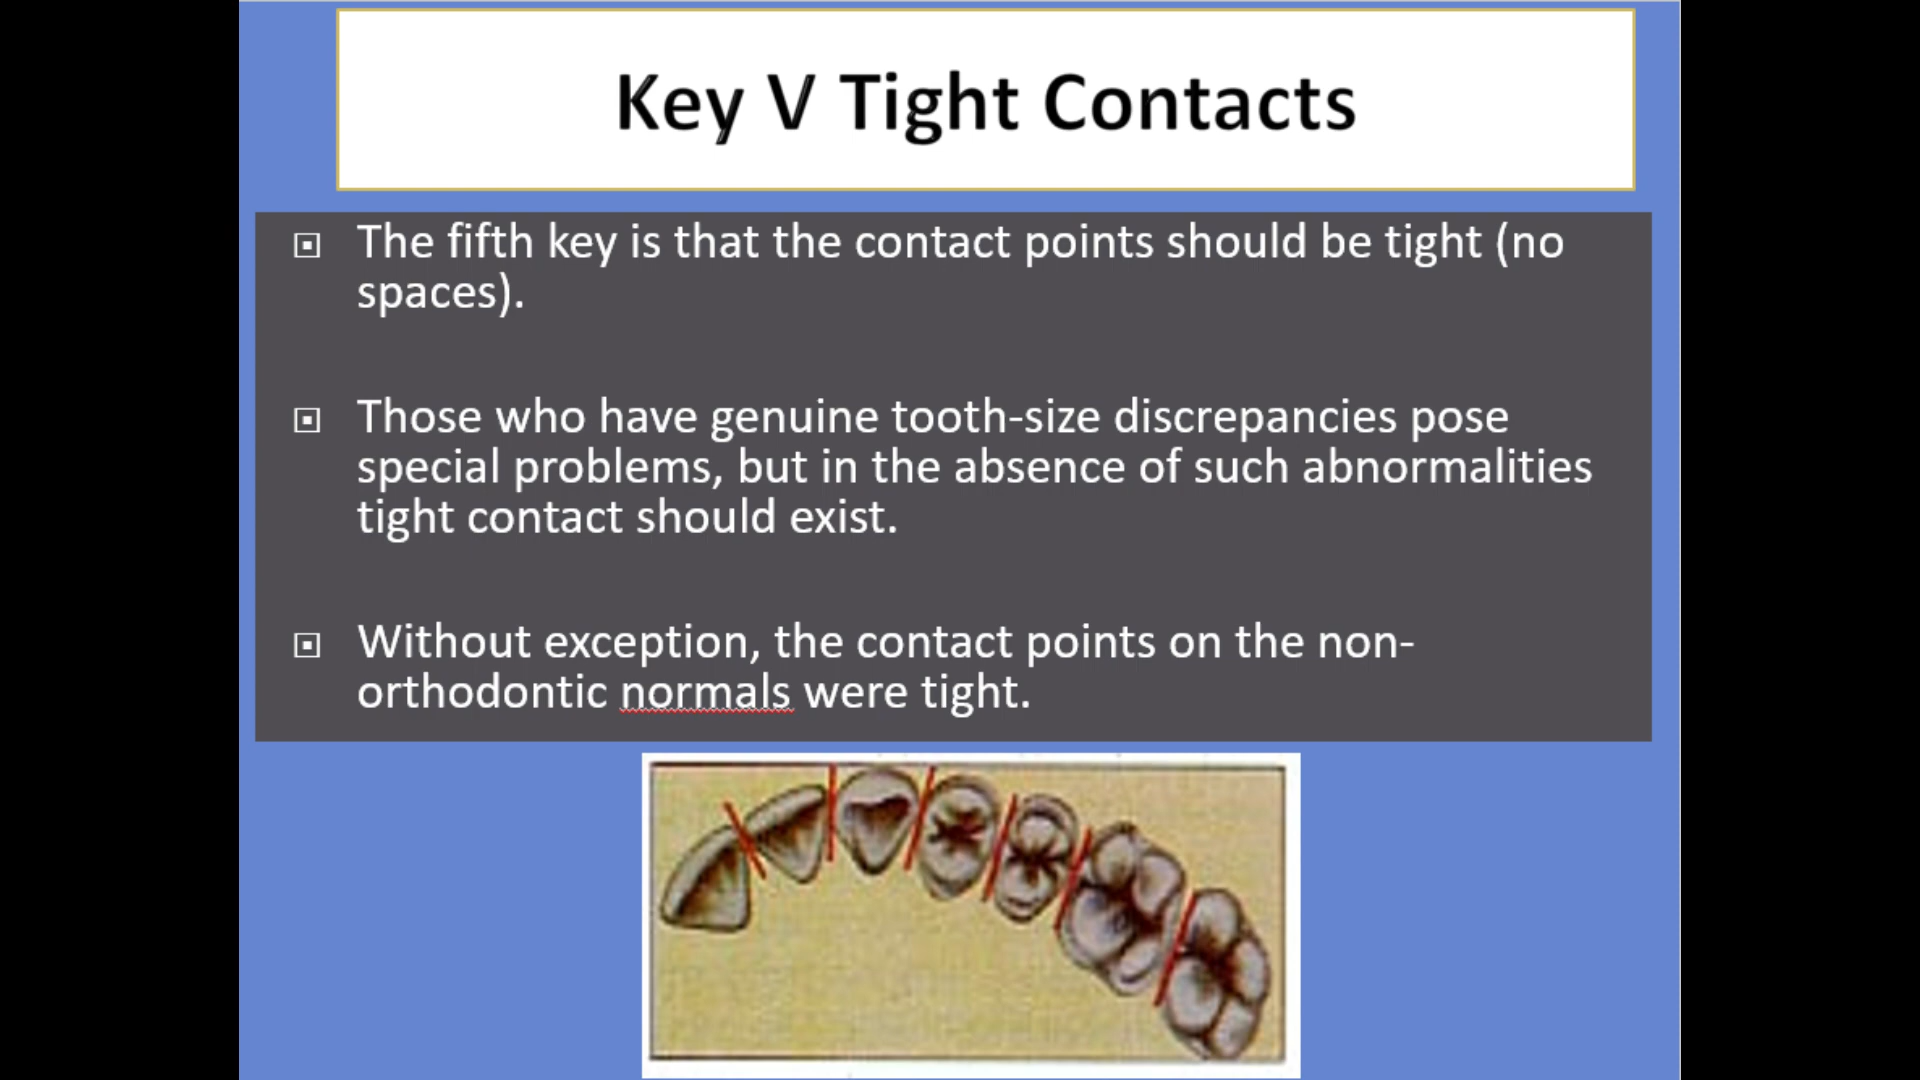 Key V Tight Contacts
The fifth key is that the contact points should be tight (no
spaces).
Those who have genuine tooth-size discrepancies pose
special problems, but in the absence of such abnormalities
tight contact should exist.
Without exception, the contact points on the non-
orthodontic normals were tight.